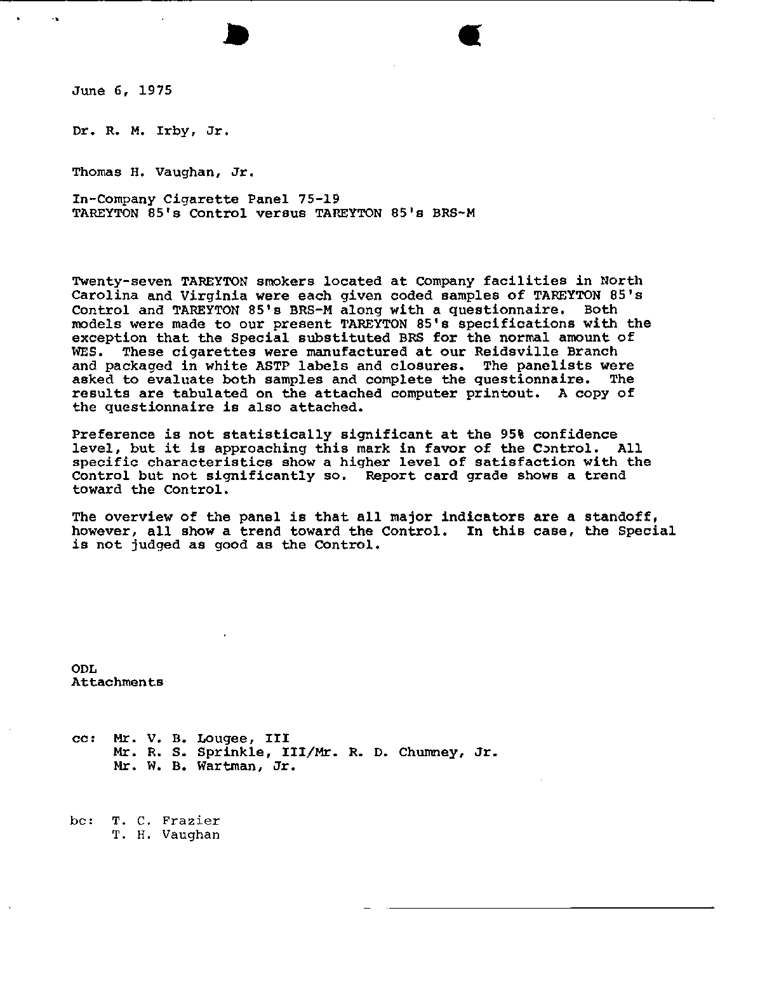 June 6, 1975
Dr. R. M. Irby, Jr.
Thomas H. Vaughan, Jr.
In-Company Cigarette Panel 75-19
TAREYTON 85's Control versus TAREYTON 85's BRS-M
Twenty-seven TAREYTON smokers located at Company facilities in North
Carolina and Virginia were each given coded samples of TAREYTON 85's
Control and TAREYTON 85's BRS-M along with a questionnaire. Both
models were made to our present TAREYTON 85's specifications with the
exception that the Special substituted BRS for the normal amount of
WES. These cigarettes were manufactured at our Reidsville Branch
and packaged in white ASTP labels and closures. The panelists were
asked to evaluate both samples and complete the questionnaire. The
results are tabulated on the attached computer printout. A copy of
the questionnaire is also attached.
Preference is not statistically significant at the 95% confidence
level, but it is approaching this mark in favor of the Control. All
specific characteristics show a higher level of satisfaction with the
Control but not significantly so. Report card grade shows a trend
toward the Control.
The overview of the panel is that all major indicators are a standoff,
however, all show a trend toward the Control. In this case, the Special
is not judged as good as the Control.
ODL
Attachments
cc: Mr. V. B. Lougee, III
Mr. R. S. Sprinkle, III/Mr. R. D. Chumney, Jr.
Mr. W. B. Wartman, Jr.
bc: T. C. Frazier
T. H. Vaughan